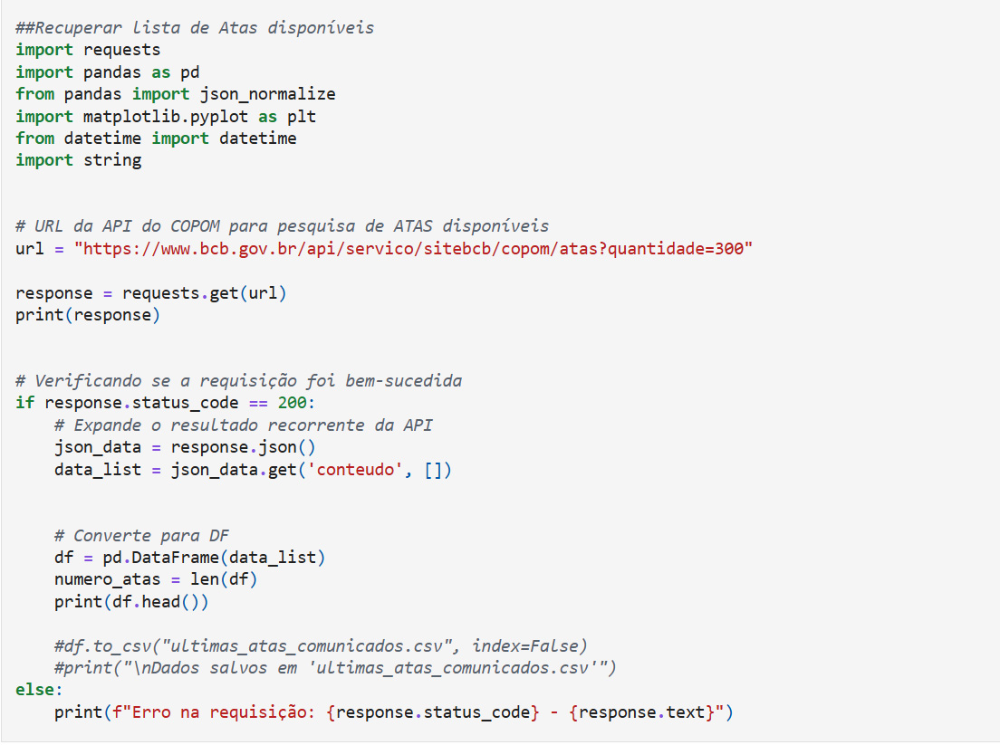 ##Recuperar lista de Atas disponíveis
import requests
import pandas as pd
from pandas import json_normalize
import matplotlib.pyplot as plt
from datetime import datetime
import string
# URL da API do COPOM para pesquisa de ATAS disponíveis
url = "https://www.bcb.gov.br/api/servico/sitebcb/copom/atas?quantidade=300"
response = requests.get(url)
print(response)
# Verificando se a requisição foi bem-sucedida
if response.status_code == 200:
    # Expande o resultado recorrente da API
    json_data = response.json()
    data_list = json_data.get('conteudo', [])
    # Converte para DF
    df = pd.DataFrame(data_list)
    numero_atas = len(df)
    print(df.head())
    #df.to_csv("ultimas_atas_comunicados.csv", index=False)
    #print("\nDados salvos em 'ultimas_atas_comunicados.csv'")
else:
    print(f"Erro na requisição: {response.status_code} - {response.text}")